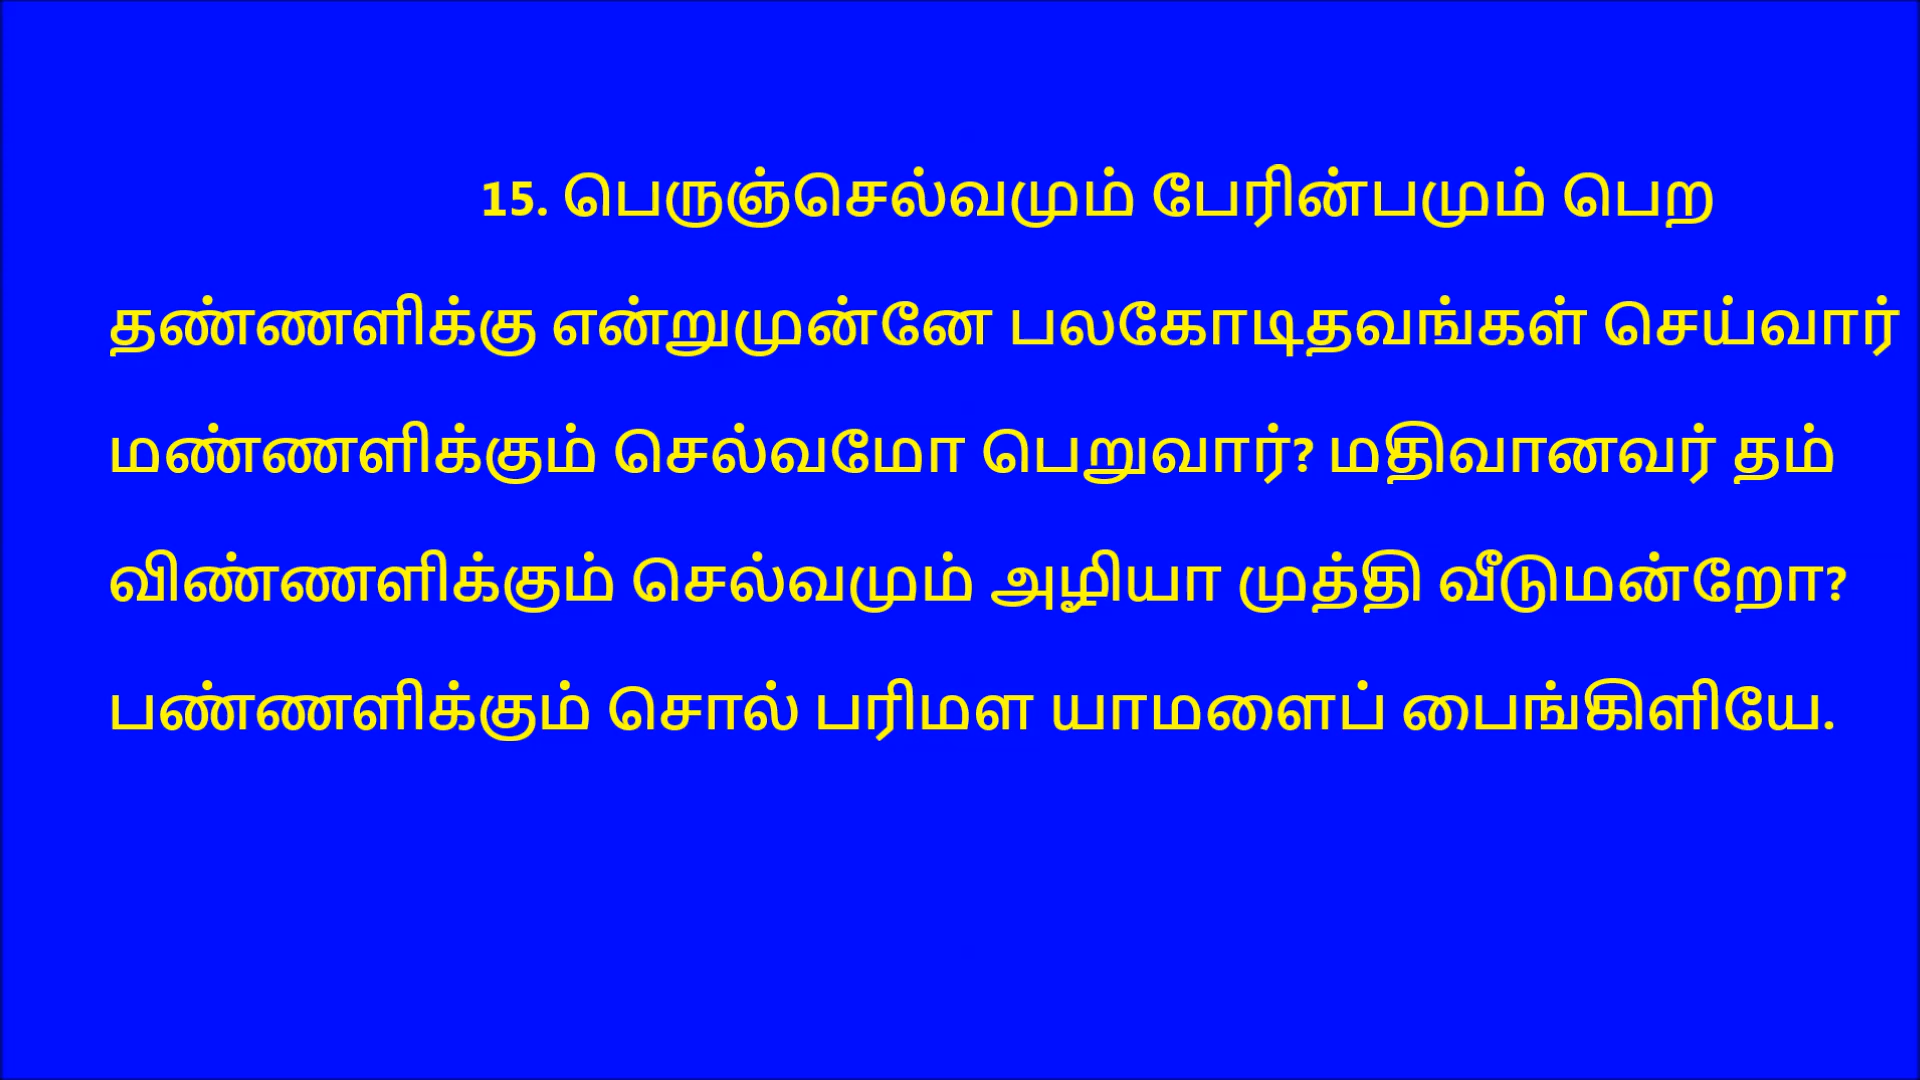 15. பெருஞ்செல்வமும் பேரின்பமும் பெற
தண்ணளிக்கு என்றுமுன்னே பலகோடிதவங்கள் செய்வார்
மண்ணளிக்கும் செல்வமோ பெறுவார்? மதிவானவர் தம்
விண்ணளிக்கும் செல்வமும் அழியா முத்தி வீடுமன்றோ?
பண்ணளிக்கும் சொல் பரிமள யாமளைப் பைங்கிளியே.